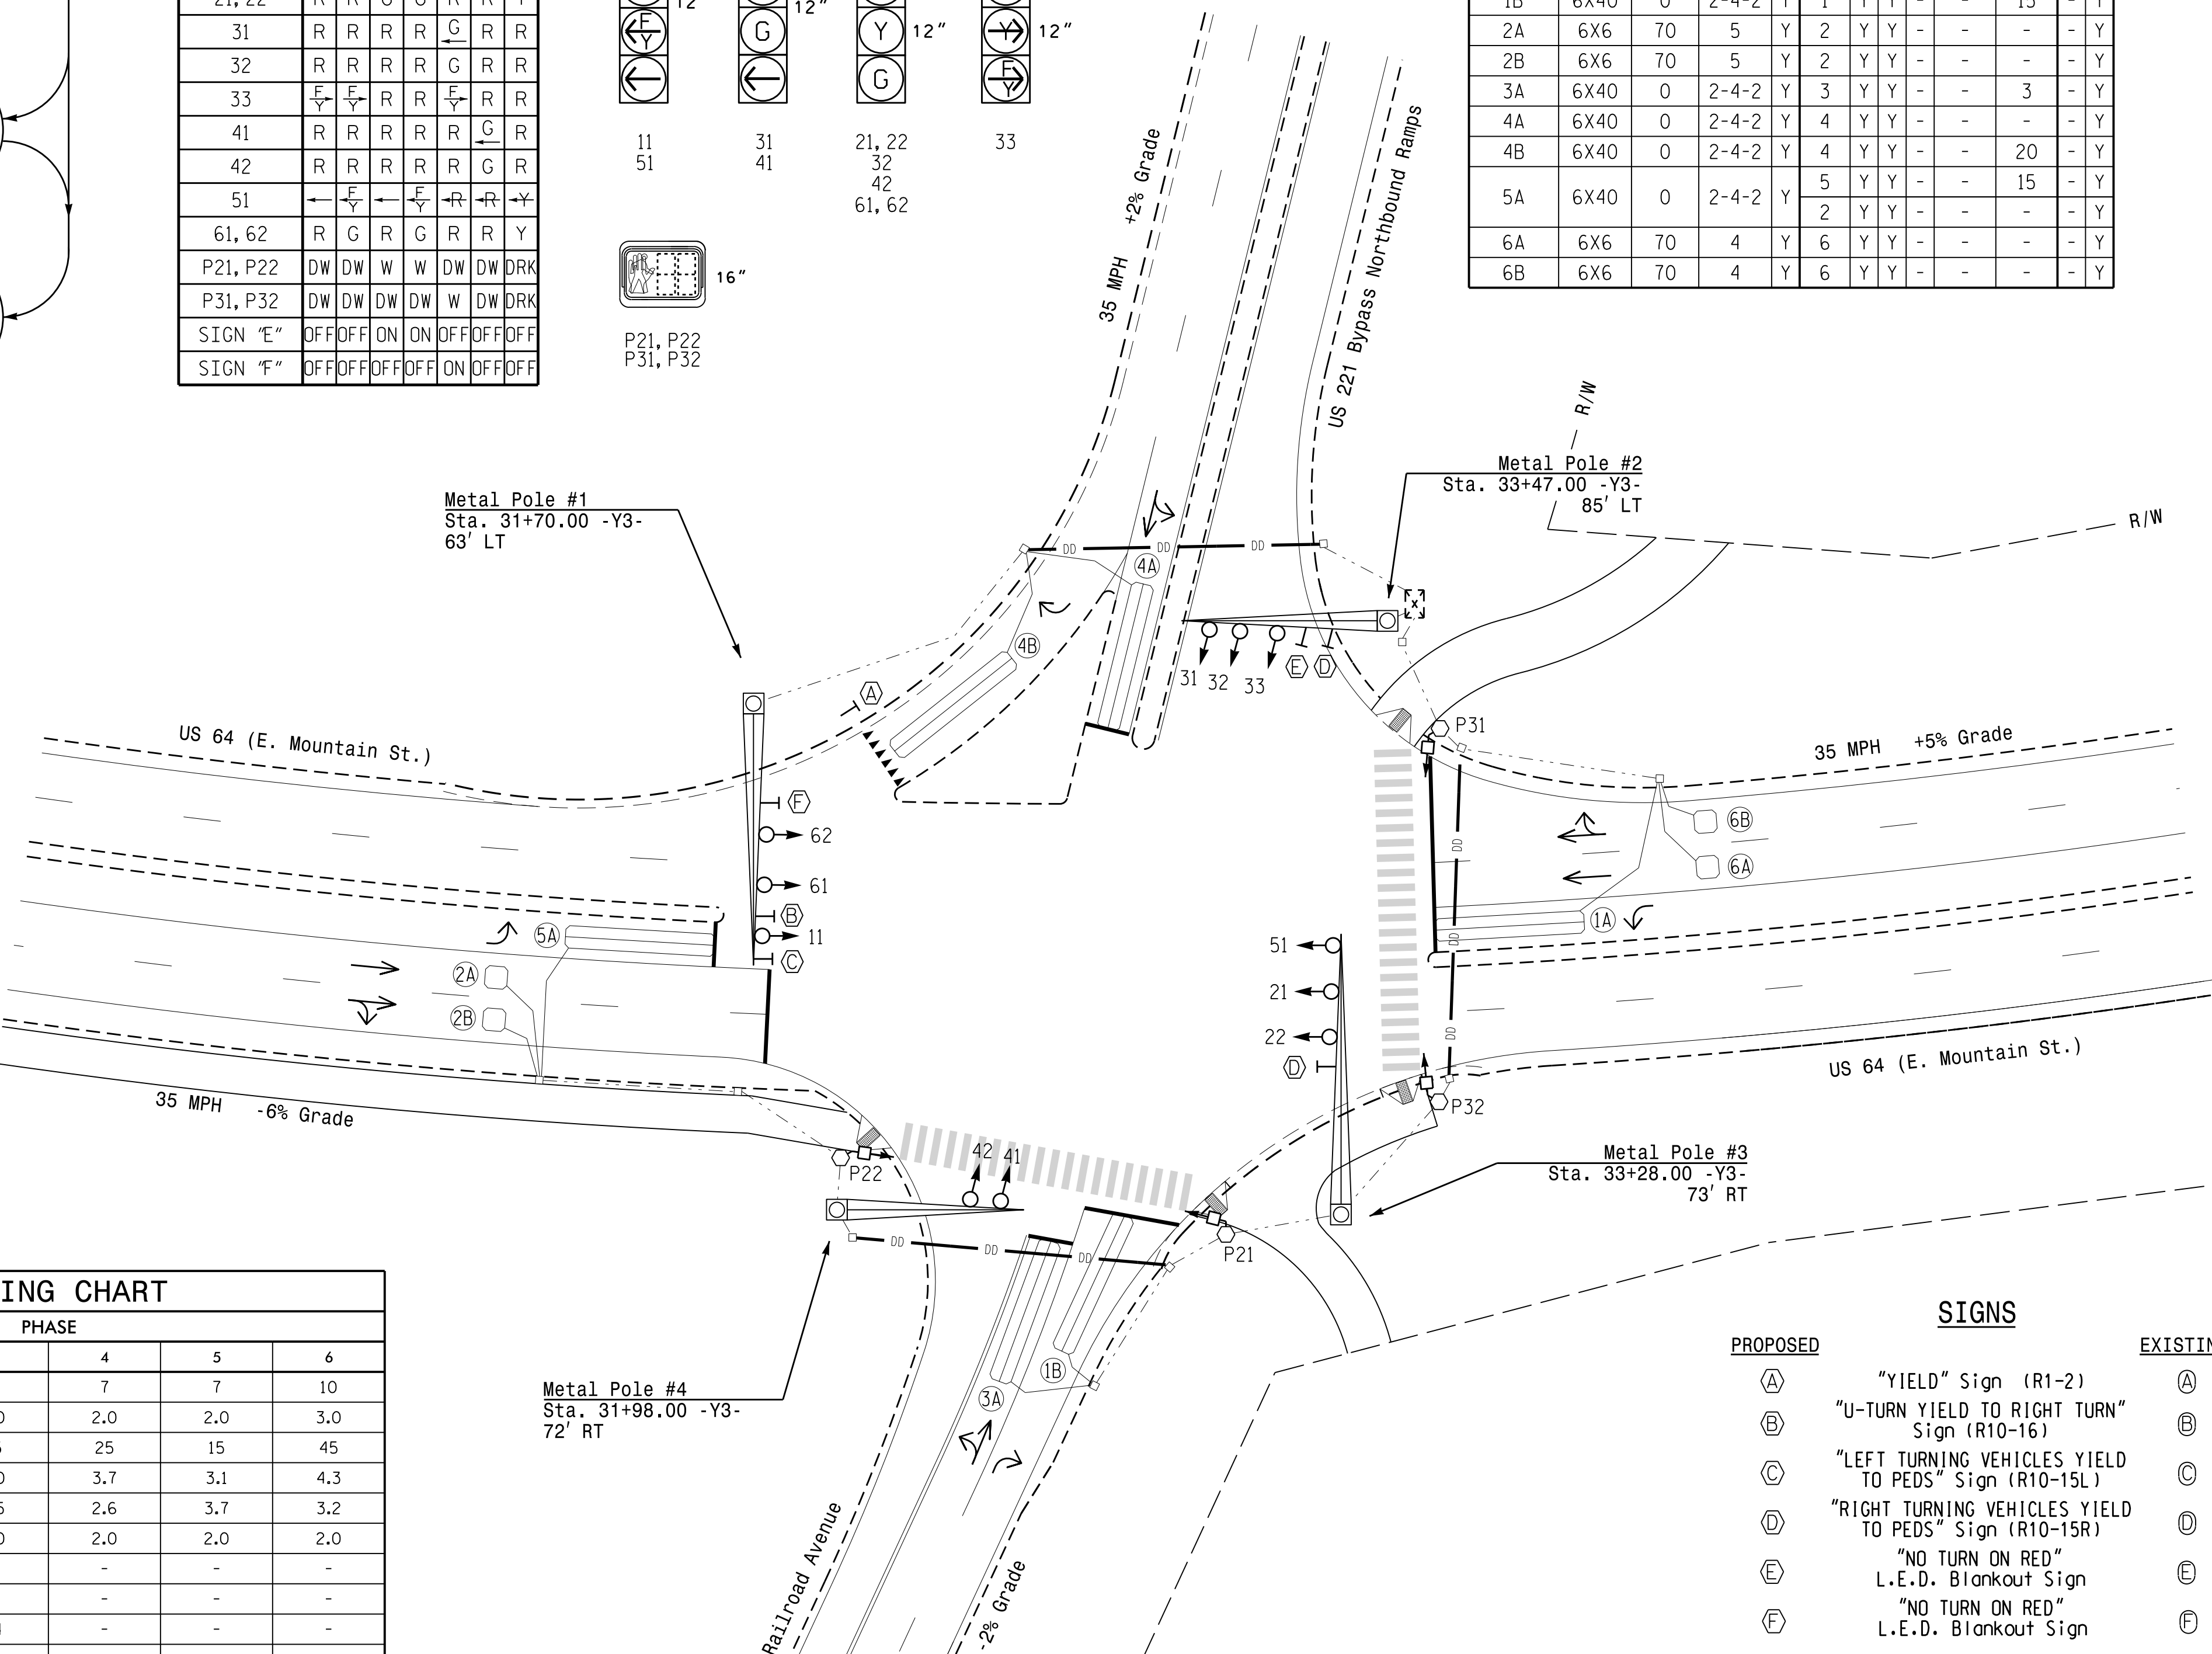 31 R R R R G R R
32 R R R R G R R
33 F Y F Y R R F Y R R
41 R R R R R G R
42 R R R R R G R
51 F Y F Y R R Y
61, 62 R G R G R R Y
P21, P22 DW DW W W DW DW DRK
P31, P32 DW DW DW DW W DW DRK
SIGN "E" OFF OFF ON ON OFF OFF OFF
SIGN "F" OFF OFF OFF OFF ON OFF OFF
12"
12"
F Y
G
Y
G
12"
Y
F Y
12"
11
51
31
41
21, 22
32
42
61, 62
33
16"
P21, P22
P31, P32
2A 6X6 70 5 Y 2 Y Y - - - - Y
2B 6X6 70 5 Y 2 Y Y - - - - Y
3A 6X40 0 2-4-2 Y 3 Y Y - - 3 - Y
4A 6X40 0 2-4-2 Y 4 Y Y - - - - Y
4B 6X40 0 2-4-2 Y 4 Y Y - - 20 - Y
5A 6X40 0 2-4-2 Y 5 Y Y - - 15 - Y
2 Y Y - - - - Y
6A 6X6 70 4 Y 6 Y Y - - - - Y
6B 6X6 70 4 Y 6 Y Y - - - - Y
35 MPH +2% Grade
US 221 Bypass Northbound Ramps
R/W
R/W
Metal Pole #1
Sta. 31+70.00 -Y3-
63' LT
Metal Pole #2
Sta. 33+47.00 -Y3-
85' LT
DD DD DD
4A
4B
A
31 32 33
E D
P31
US 64 (E. Mountain St.)
35 MPH +5% Grade
F
62
61
B
11
C
6B
6A
1A
DD
DD
DD
5A
2A
2B
51
21
22
D
35 MPH -6% Grade
US 64 (E. Mountain St.)
P32
P22
42 41
P21
DD DD DD
Metal Pole #3
Sta. 33+28.00 -Y3-
73' RT
Metal Pole #4
Sta. 31+98.00 -Y3-
72' RT
1B
3A
Railroad Avenue
-2% Grade
ING CHART
PHASE
4 5 6
7 7 10
2.0 2.0 3.0
25 15 45
3.7 3.1 4.3
2.6 3.7 3.2
2.0 2.0 2.0
- - -
- - -
- - -
SIGNS
PROPOSED
A "YIELD" Sign (R1-2) A
B "U-TURN YIELD TO RIGHT TURN"
Sign (R10-16) B
C "LEFT TURNING VEHICLES YIELD
TO PEDS" Sign (R10-15L) C
D "RIGHT TURNING VEHICLES YIELD
TO PEDS" Sign (R10-15R) D
E "NO TURN ON RED"
L.E.D. Blankout Sign E
F "NO TURN ON RED"
L.E.D. Blankout Sign F